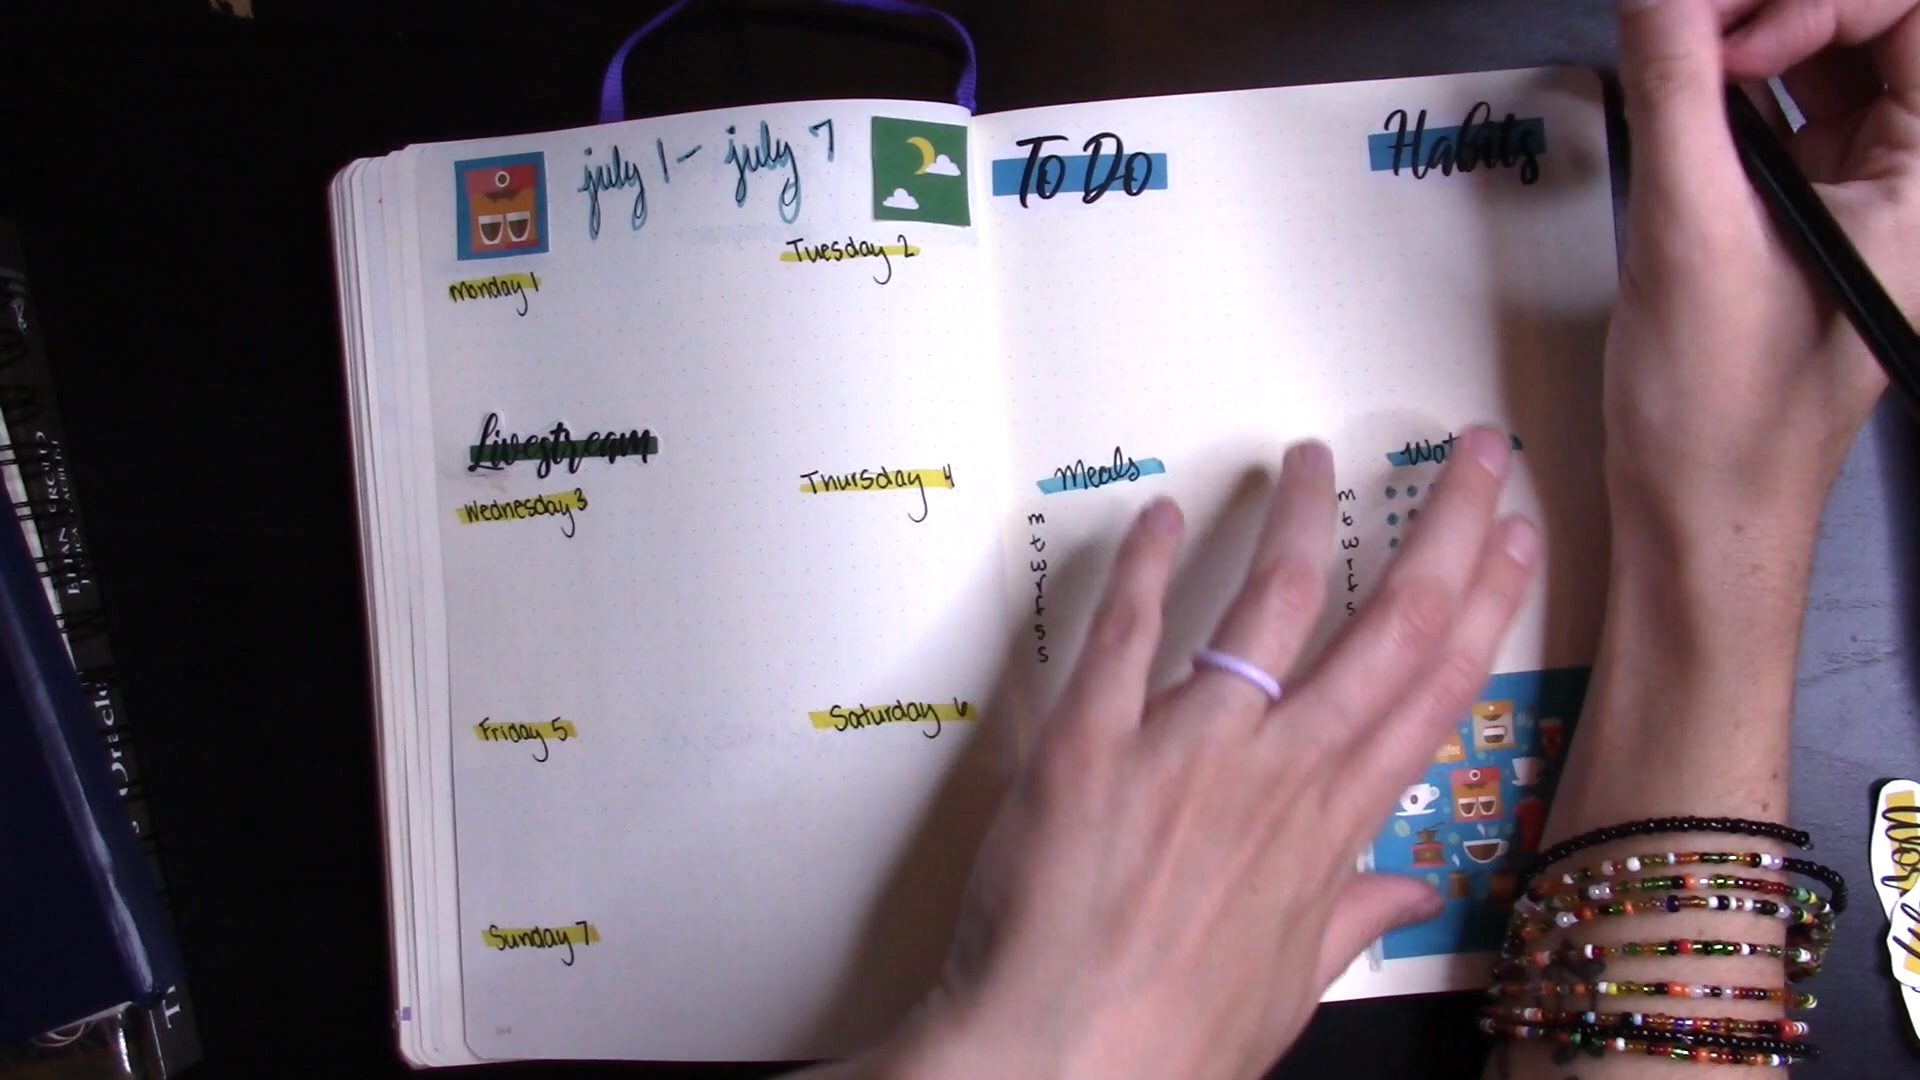 july 1 - july 7
Monday 1
Tuesday 2
Livestream
Wednesday 3
Thursday 4
Friday 5
Saturday 6
Sunday 7
To Do
Habits
Meals
m
t
w
r
f
s
s
m
t
w
r
f
s